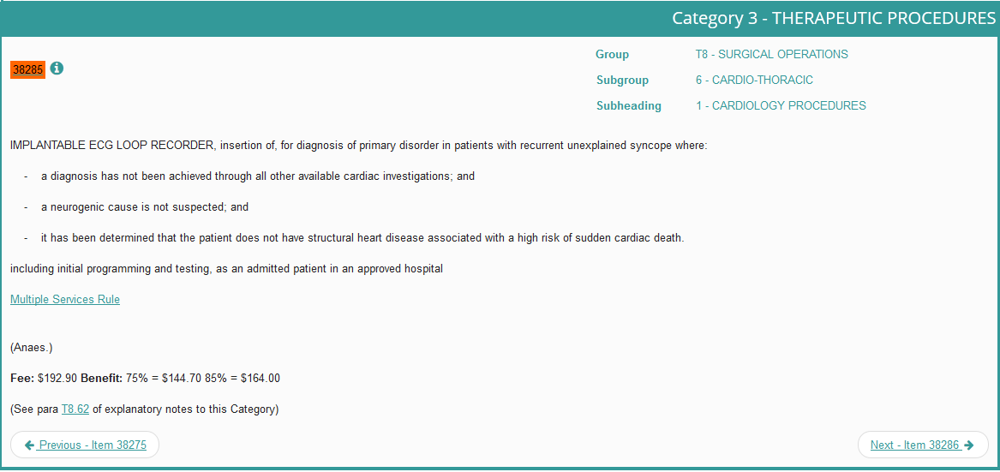 Category 3 - THERAPEUTIC PROCEDURES
38285
Group T8 - SURGICAL OPERATIONS
Subgroup 6 - CARDIO-THORACIC
Subheading 1 - CARDIOLOGY PROCEDURES
IMPLANTABLE ECG LOOP RECORDER, insertion of, for diagnosis of primary disorder in patients with recurrent unexplained syncope where:
- a diagnosis has not been achieved through all other available cardiac investigations; and
- a neurogenic cause is not suspected; and
- it has been determined that the patient does not have structural heart disease associated with a high risk of sudden cardiac death.
including initial programming and testing, as an admitted patient in an approved hospital
Multiple Services Rule
(Anaes.)
Fee: $192.90 Benefit: 75% = $144.70 85% = $164.00
(See para T8.62 of explanatory notes to this Category)
Previous - Item 38275
Next - Item 38286